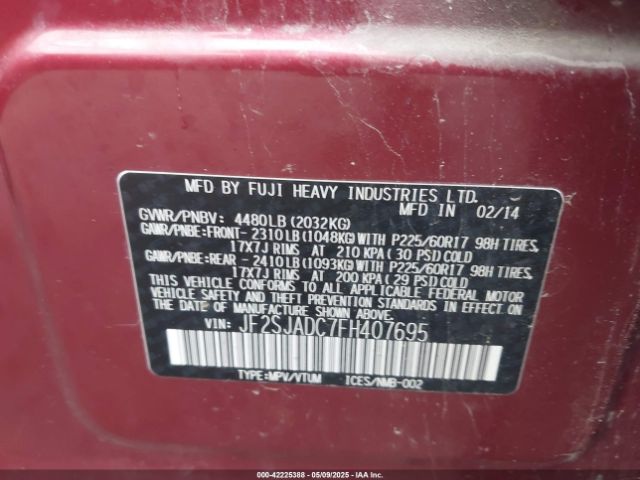 MFD BY FUJI HEAVY INDUSTRIES LTD.
MFD IN 02/14
GVWR/PNBV: 4480LB (2032KG)
GAWR/PNBE:FRONT- 2310LB (1048KG) WITH P225/60R17 98H TIRES,
17X7J RIMS AT 210 KPA ( 30 PSI) COLD
GAWR/PNBE:REAR - 2410LB (1093KG) WITH P225/60R17 98H TIRES,
17X7J RIMS AT 200 KPA ( 29 PSI) COLD
THIS VEHICLE CONFORMS TO ALL APPLICABLE FEDERAL MOTOR
VEHICLE SAFETY AND THEFT PREVENTION STANDARDS IN EFFECT ON
THE DATE OF MANUFACTURE SHOWN ABOVE.
VIN: JF2SJADC7FH407695
TYPE:MPV/VTUM ICES/NMB-002
000-42225388 - 05/09/2025 - IAAI.COM